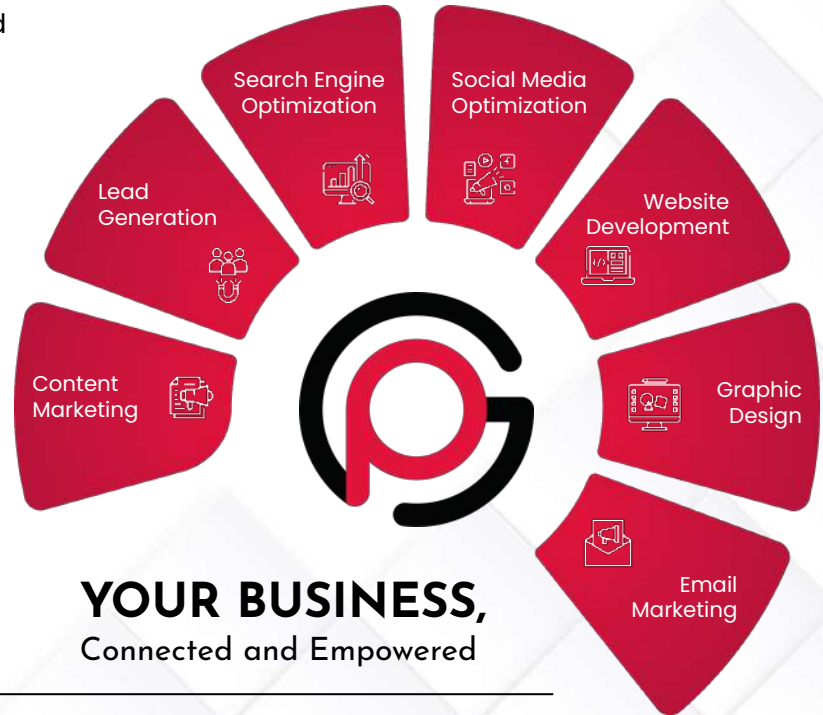 Search Engine
Optimization
Social Media
Optimization
Lead
Generation
Website
Development
Content
Marketing
Graphic
Design
Email
Marketing
YOUR BUSINESS,
Connected and Empowered